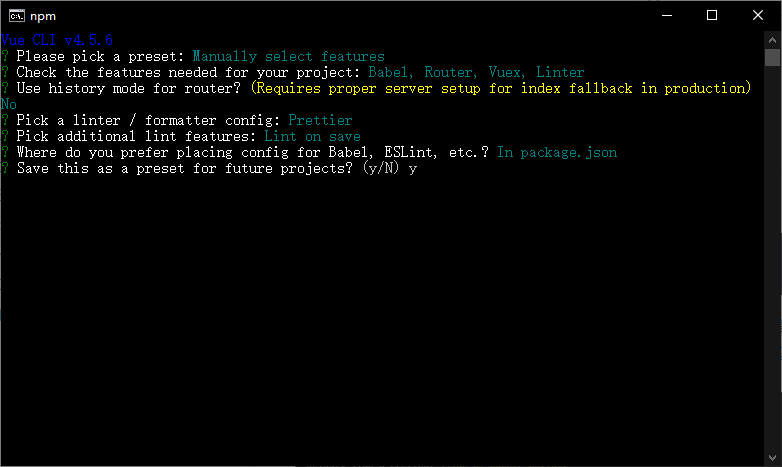 npm
Vue CLI v4.5.6
? Please pick a preset: Manually select features
? Check the features needed for your project: Babel, Router, Vuex, Linter
? Use history mode for router? (Requires proper server setup for index fallback in production)
No
? Pick a linter / formatter config: Prettier
? Pick additional lint features: Lint on save
? Where do you prefer placing config for Babel, ESLint, etc.? In package.json
? Save this as a preset for future projects? (y/N) y